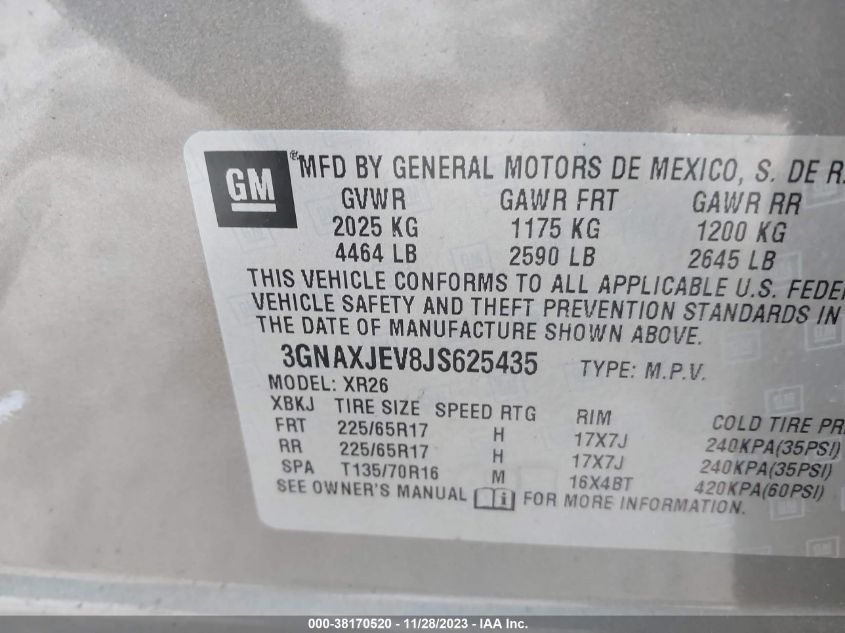 GM ® MFD BY GENERAL MOTORS DE MEXICO, S. DE R.
GVWR GAWR FRT GAWR RR
2025 KG 1175 KG 1200 KG
4464 LB 2590 LB 2645 LB
THIS VEHICLE CONFORMS TO ALL APPLICABLE U.S. FEDER
VEHICLE SAFETY AND THEFT PREVENTION STANDARDS IN
THE DATE OF MANUFACTURE SHOWN ABOVE.
3GNAXJEV8JS625435 TYPE: M.P.V.
MODEL: XR26
XBKJ TIRE SIZE SPEED RTG RIM COLD TIRE PR
FRT 225/65R17 H 17X7J 240KPA(35PSI)
RR 225/65R17 H 17X7J 240KPA(35PSI)
SPA T135/70R16 M 16X4BT 420KPA(60PSI)
SEE OWNER'S MANUAL i FOR MORE INFORMATION.
000-38170520 | 11/28/2023 - IAA Inc.